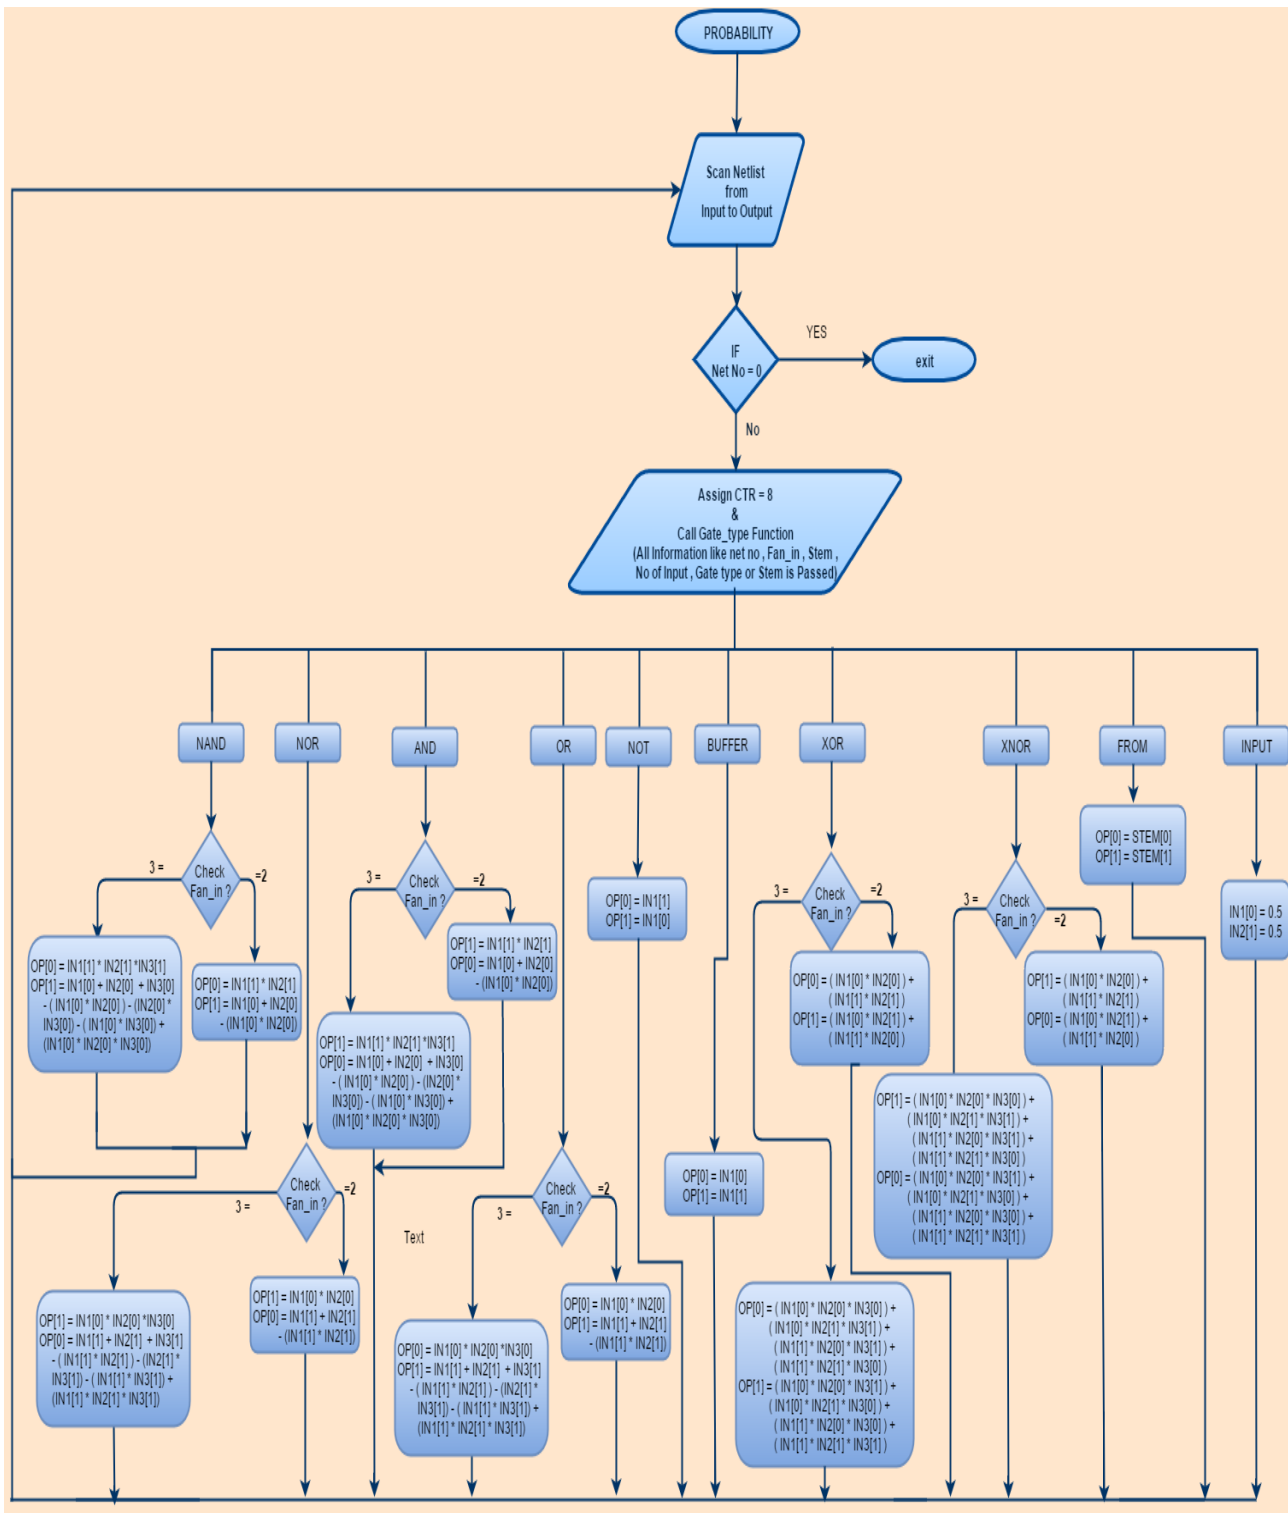 PROBABILITY
Scan Netlist
from
Input to Output
IF
Net No = 0
YES
exit
No
Assign CTR = 8
&
Call Gate_type Function
(All Information like net no , Fan_in , Stem ,
No of Input , Gate type or Stem is Passed)
NAND
NOR
AND
OR
NOT
BUFFER
XOR
XNOR
FROM
INPUT
3 =
Check
Fan_in ?
=2
OP[0] = IN1[1] * IN2[1] *IN3[1]
OP[1] = IN1[0] + IN2[0] + IN3[0]
- ( IN1[0] * IN2[0] ) - (IN2[0] *
IN3[0]) - ( IN1[0] * IN3[0]) +
(IN1[0] * IN2[0] * IN3[0])
OP[0] = IN1[1] * IN2[1]
OP[1] = IN1[0] + IN2[0]
- (IN1[0] * IN2[0])
3 =
Check
Fan_in ?
=2
OP[1] = IN1[0] * IN2[0] *IN3[0]
OP[0] = IN1[1] + IN2[1] + IN3[1]
- ( IN1[1] * IN2[1] ) - (IN2[1] *
IN3[1]) - ( IN1[1] * IN3[1]) +
(IN1[1] * IN2[1] * IN3[1])
OP[1] = IN1[0] * IN2[0]
OP[0] = IN1[1] + IN2[1]
- (IN1[1] * IN2[1])
3 =
Check
Fan_in ?
=2
OP[1] = IN1[1] * IN2[1] *IN3[1]
OP[0] = IN1[0] + IN2[0] + IN3[0]
- ( IN1[0] * IN2[0] ) - (IN2[0] *
IN3[0]) - ( IN1[0] * IN3[0]) +
(IN1[0] * IN2[0] * IN3[0])
OP[1] = IN1[1] * IN2[1]
OP[0] = IN1[0] + IN2[0]
- (IN1[0] * IN2[0])
Text
3 =
Check
Fan_in ?
=2
OP[0] = IN1[0] * IN2[0] *IN3[0]
OP[1] = IN1[1] + IN2[1] + IN3[1]
- ( IN1[1] * IN2[1] ) - (IN2[1] *
IN3[1]) - ( IN1[1] * IN3[1]) +
(IN1[1] * IN2[1] * IN3[1])
OP[0] = IN1[0] * IN2[0]
OP[1] = IN1[1] + IN2[1]
- (IN1[1] * IN2[1])
OP[0] = IN1[1]
OP[1] = IN1[0]
OP[0] = IN1[0]
OP[1] = IN1[1]
3 =
Check
Fan_in ?
=2
OP[0] = ( IN1[0] * IN2[0] ) +
( IN1[1] * IN2[1] )
OP[1] = ( IN1[0] * IN2[1] ) +
( IN1[1] * IN2[0] )
OP[0] = ( IN1[0] * IN2[0] * IN3[0] ) +
( IN1[0] * IN2[1] * IN3[1] ) +
( IN1[1] * IN2[0] * IN3[1] ) +
( IN1[1] * IN2[1] * IN3[0] )
OP[1] = ( IN1[0] * IN2[0] * IN3[1] ) +
( IN1[0] * IN2[1] * IN3[0] ) +
( IN1[1] * IN2[0] * IN3[0] ) +
( IN1[1] * IN2[1] * IN3[1] )
3 =
Check
Fan_in ?
=2
OP[1] = ( IN1[0] * IN2[0] ) +
( IN1[1] * IN2[1] )
OP[0] = ( IN1[0] * IN2[1] ) +
( IN1[1] * IN2[0] )
OP[1] = ( IN1[0] * IN2[0] * IN3[0] ) +
( IN1[0] * IN2[1] * IN3[1] ) +
( IN1[1] * IN2[0] * IN3[1] ) +
( IN1[1] * IN2[1] * IN3[0] )
OP[0] = ( IN1[0] * IN2[0] * IN3[1] ) +
( IN1[0] * IN2[1] * IN3[0] ) +
( IN1[1] * IN2[0] * IN3[0] ) +
( IN1[1] * IN2[1] * IN3[1] )
OP[0] = STEM[0]
OP[1] = STEM[1]
IN1[0] = 0.5
IN2[1] = 0.5